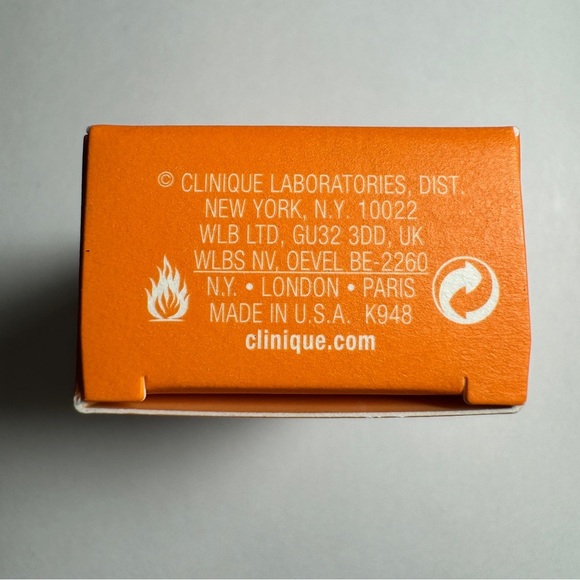 © CLINIQUE LABORATORIES, DIST.
NEW YORK, N.Y. 10022
WLB LTD, GU32 3DD, UK
WLBS NV, OEVEL BE-2260
N.Y. • LONDON • PARIS
MADE IN U.S.A. K948
clinique.com